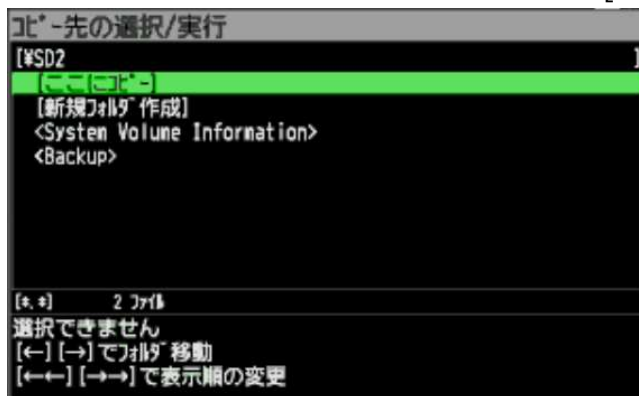 ｺﾋﾟｰ先の選択/実行
[¥SD2 ]
[ここにｺﾋﾟｰ]
[新規ﾌｫﾙﾀﾞ作成]
<System Volume Information>
<Backup>
[*.*] 2 ﾌｧｲﾙ
選択できません
[←][→]でﾌｫﾙﾀﾞ移動
[←←][→→]で表示順の変更